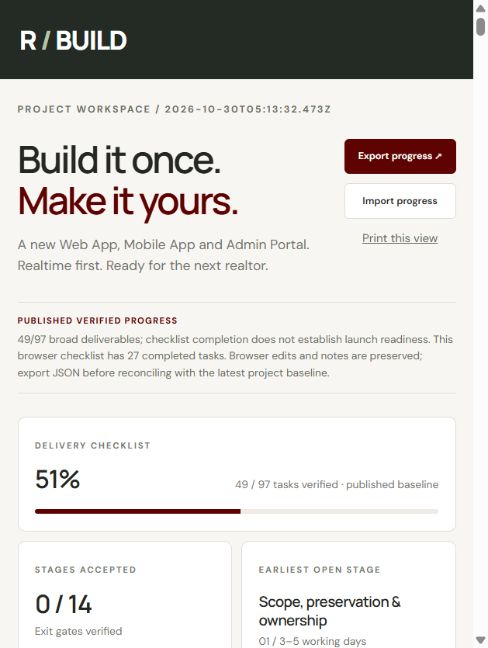 R / BUILD
PROJECT WORKSPACE / 2026-10-30T05:13:32.473Z
Build it once.
Make it yours.
A new Web App, Mobile App and Admin Portal.
Realtime first. Ready for the next realtor.
Export progress ↗
Import progress
Print this view
PUBLISHED VERIFIED PROGRESS
49/97 broad deliverables; checklist completion does not establish launch readiness. This
browser checklist has 27 completed tasks. Browser edits and notes are preserved;
export JSON before reconciling with the latest project baseline.
DELIVERY CHECKLIST
51%
49 / 97 tasks verified · published baseline
STAGES ACCEPTED
0 / 14
Exit gates verified
EARLIEST OPEN STAGE
Scope, preservation &
ownership
01 / 3–5 working days